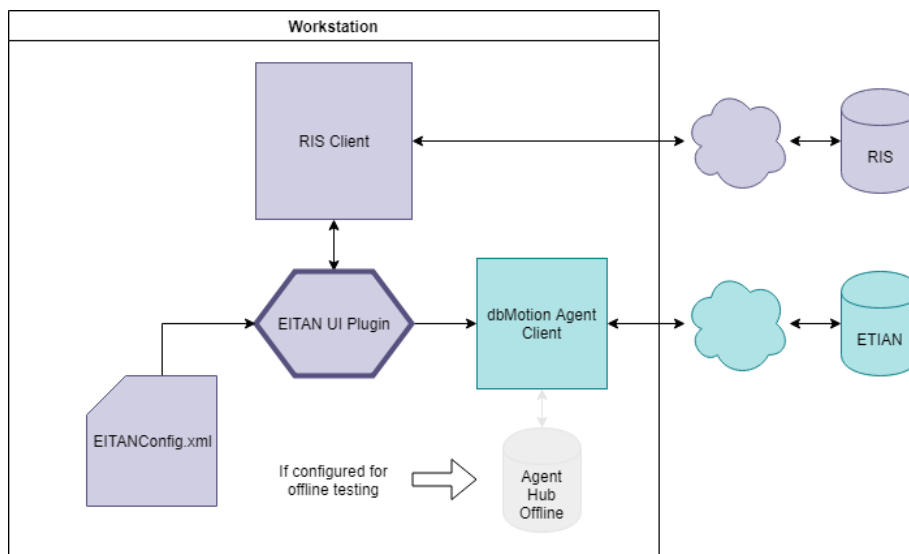 Workstation
RIS Client
RIS
EITAN UI Plugin
dbMotion Agent
Client
ETIAN
EITANConfig.xml
If configured for
offline testing
Agent
Hub
Offline